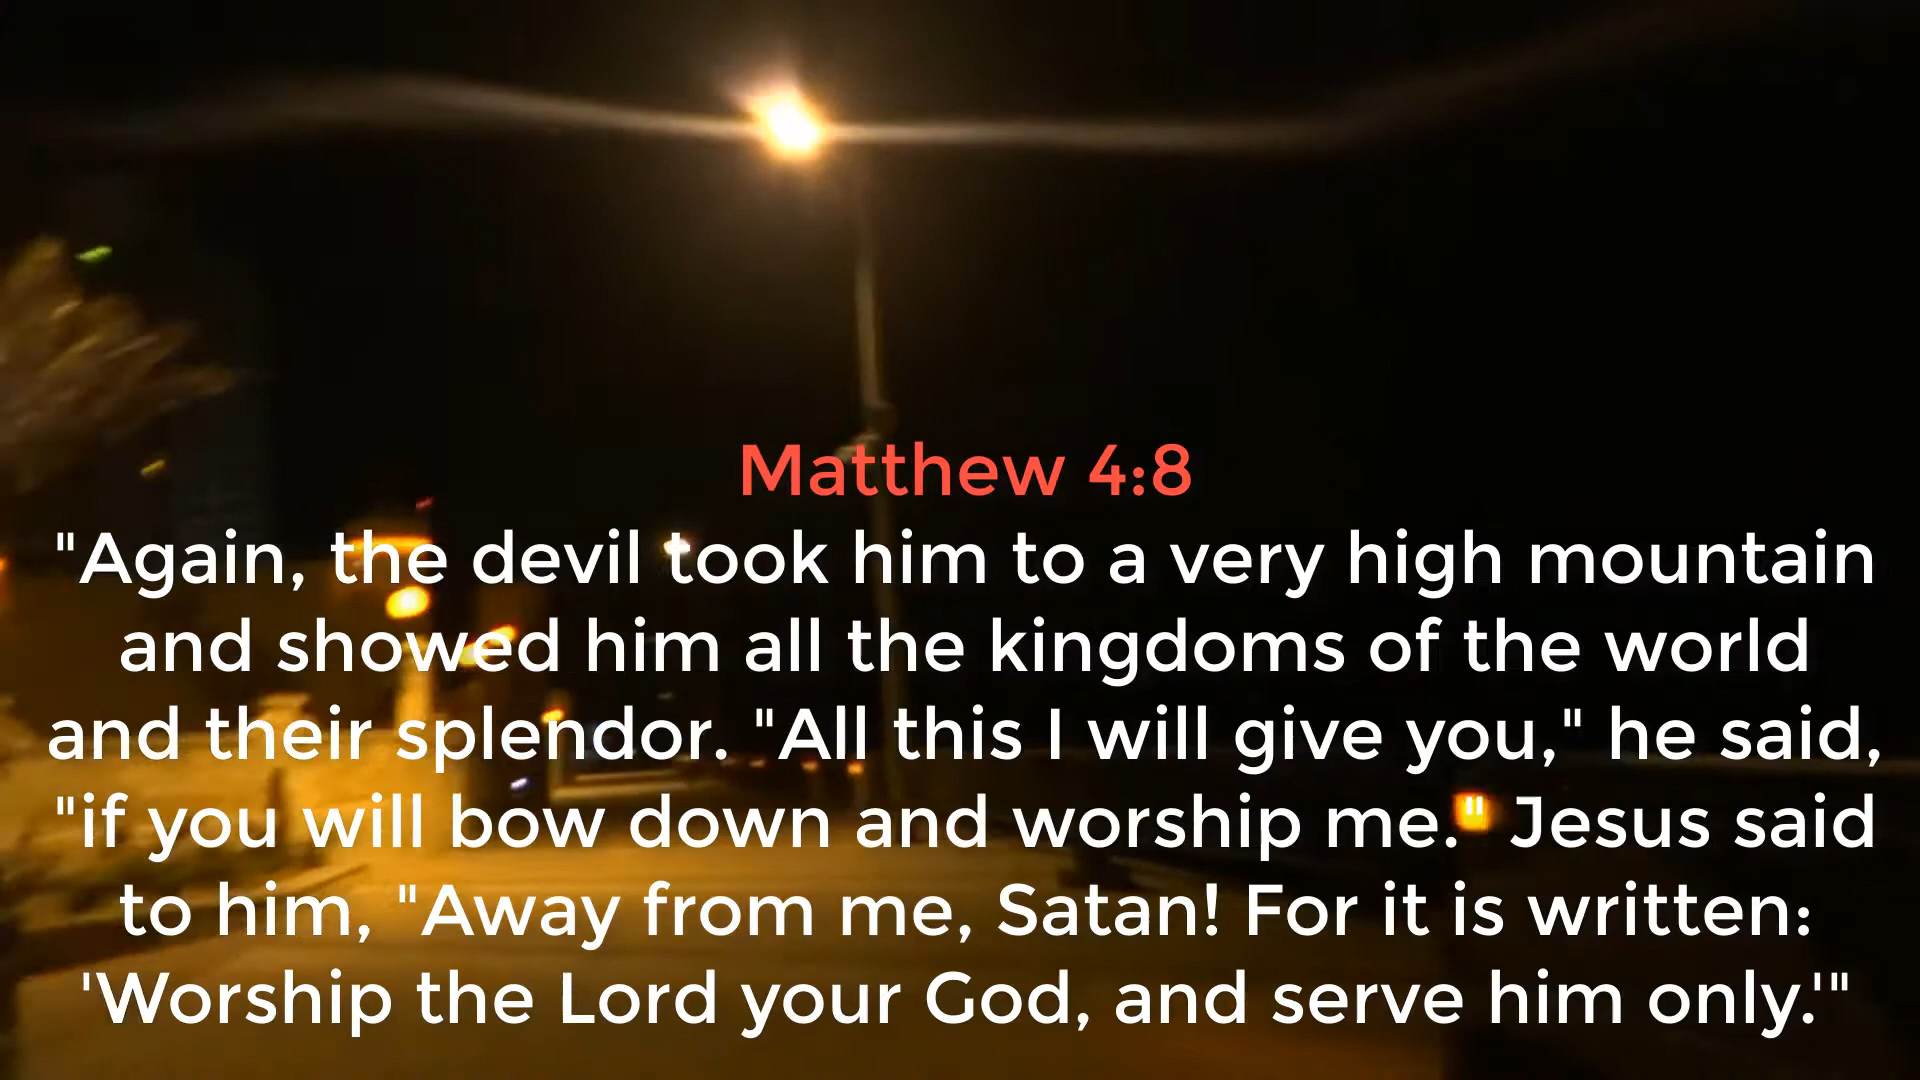 Matthew 4:8
"Again, the devil took him to a very high mountain
and showed him all the kingdoms of the world
and their splendor. "All this I will give you," he said,
"if you will bow down and worship me." Jesus said
to him, "Away from me, Satan! For it is written:
'Worship the Lord your God, and serve him only.'"